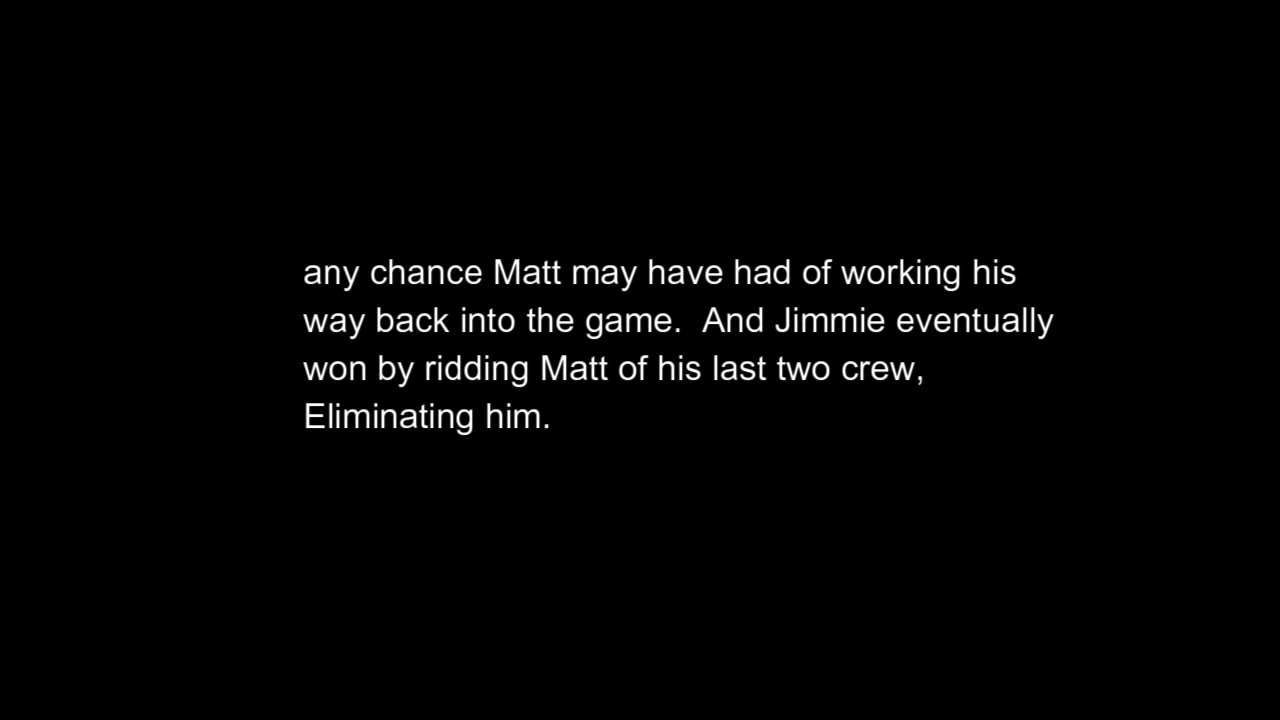 any chance Matt may have had of working his
way back into the game.  And Jimmie eventually
won by ridding Matt of his last two crew,
Eliminating him.